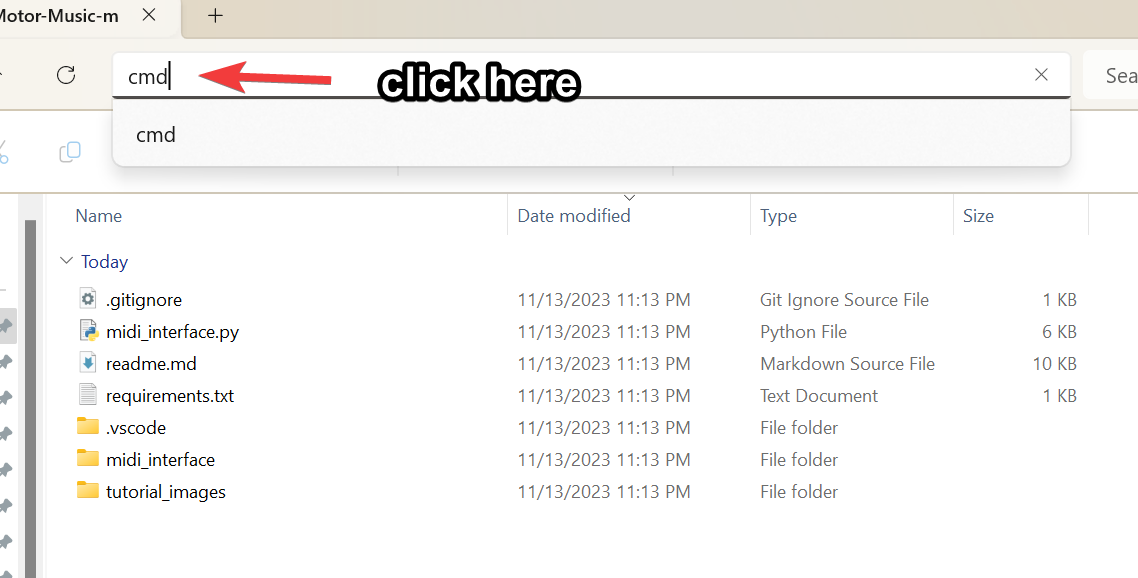 Motor-Music-m
cmd
click here
Sea
cmd
Name Date modified Type Size
Today
.gitignore 11/13/2023 11:13 PM Git Ignore Source File 1 KB
midi_interface.py 11/13/2023 11:13 PM Python File 6 KB
readme.md 11/13/2023 11:13 PM Markdown Source File 10 KB
requirements.txt 11/13/2023 11:13 PM Text Document 1 KB
.vscode 11/13/2023 11:13 PM File folder
midi_interface 11/13/2023 11:13 PM File folder
tutorial_images 11/13/2023 11:13 PM File folder